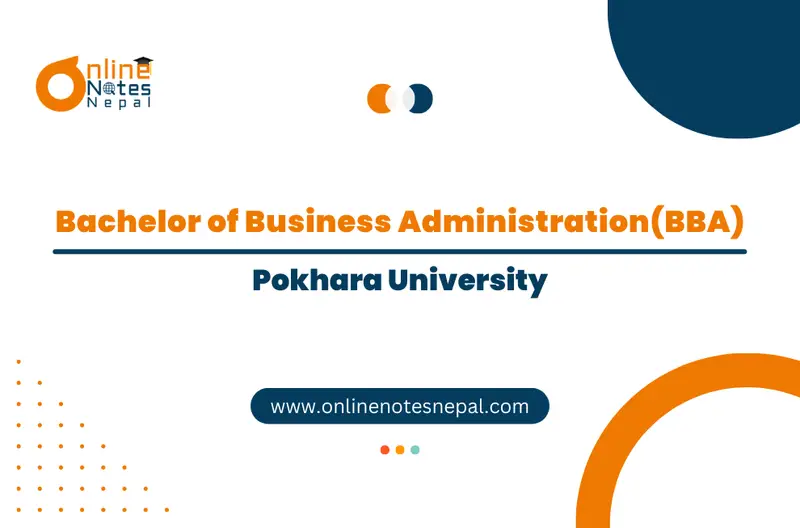 Online
Notes
Nepal
Bachelor of Business Administration(BBA)
Pokhara University
www.onlinenotesnepal.com